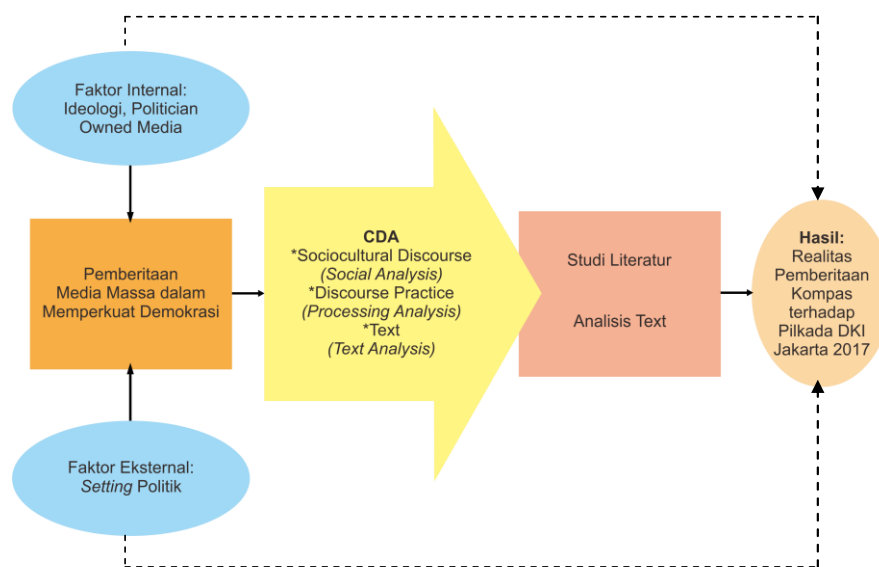 Faktor Internal:
Ideologi, Politician
Owned Media
Pemberitaan
Media Massa dalam
Memperkuat Demokrasi
Faktor Eksternal:
Setting Politik
CDA
*Sociocultural Discourse
(Social Analysis)
*Discourse Practice
(Processing Analysis)
*Text
(Text Analysis)
Studi Literatur
Analisis Text
Hasil:
Realitas
Pemberitaan
Kompas
terhadap
Pilkada DKI
Jakarta 2017